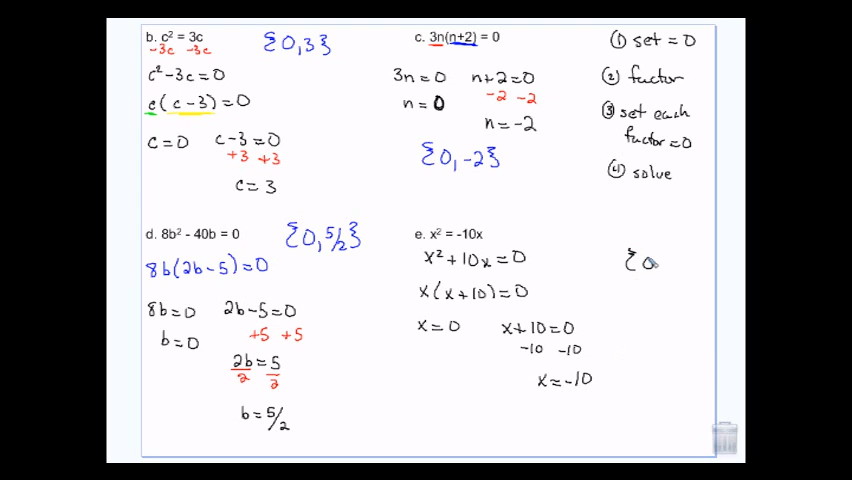 b. c² = 3c
-3c -3c
{0,3}
c² - 3c = 0
c(c - 3) = 0
c = 0 c - 3 = 0
+3 +3
c = 3
c. 3n(n+2) = 0
3n = 0 n + 2 = 0
-2 -2
n = 0
n = -2
{0, -2}
① set = 0
② factor
③ set each
factor = 0
④ solve
d. 8b² - 40b = 0
{0, 5/2}
8b(2b - 5) = 0
8b = 0 2b - 5 = 0
+5 +5
b = 0
2b = 5
2 2
b = 5/2
e. x² = -10x
x² + 10x = 0
x(x + 10) = 0
x = 0 x + 10 = 0
-10 -10
x = -10
{0